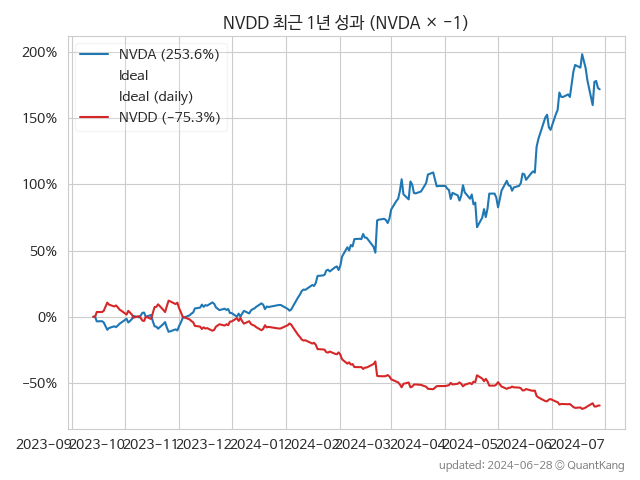 NVDD 최근 1년 성과 (NVDA × −1)
NVDA (253.6%)
Ideal
Ideal (daily)
NVDD (−75.3%)
200%
150%
100%
50%
0%
−50%
2023−09 2023−10 2023−11 2023−12 2024−01 2024−02 2024−03 2024−04 2024−05 2024−06 2024−07
updated: 2024−06−28 © QuantKang